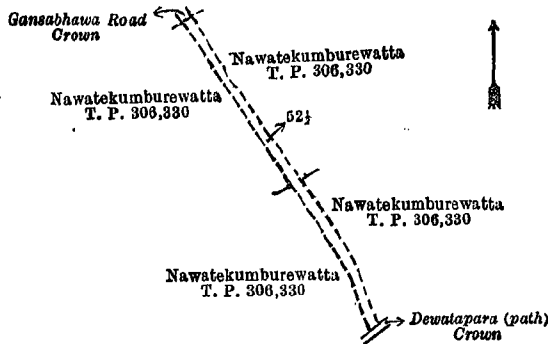 Gansabhawa Road
Crown
Nawatekumburewatta
T. P. 306,330
Nawatekumburewatta
T. P. 306,330
52½
Nawatekumburewatta
T. P. 306,330
Nawatekumburewatta
T. P. 306,330
Dewatapara (path)
Crown